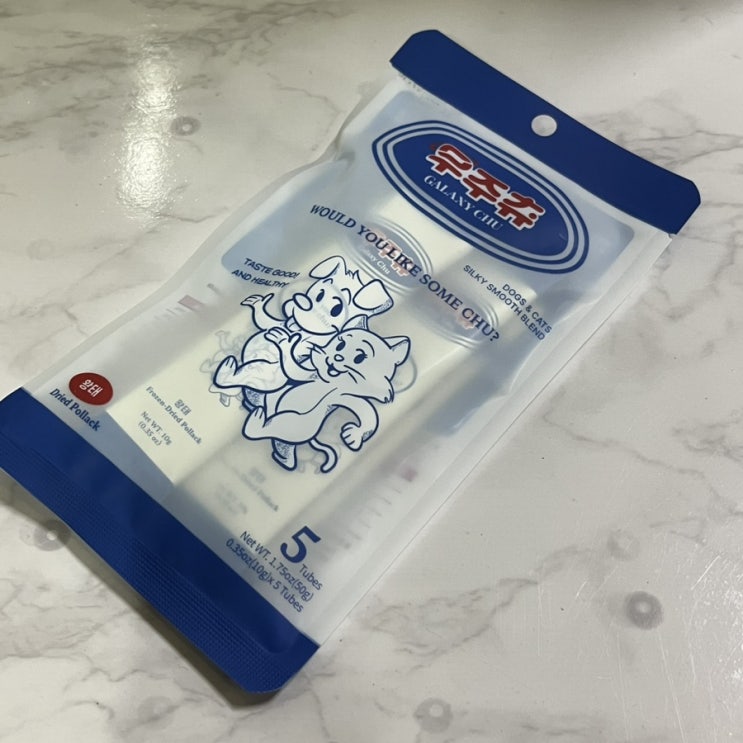 우주츄
GALAXY CHU
WOULD YOU LIKE SOME CHU?
TASTE GOOD!
AND HEALTHY
DOGS & CATS
SILKY SMOOTH BLEND
황태
Dried Pollack
황태
Frozen-Dried Pollack
Net WT. 10g
(0.35 oz)
5
Tubes
Net WT. 1.75oz(50g)
0.35oz(10g)x 5 Tubes